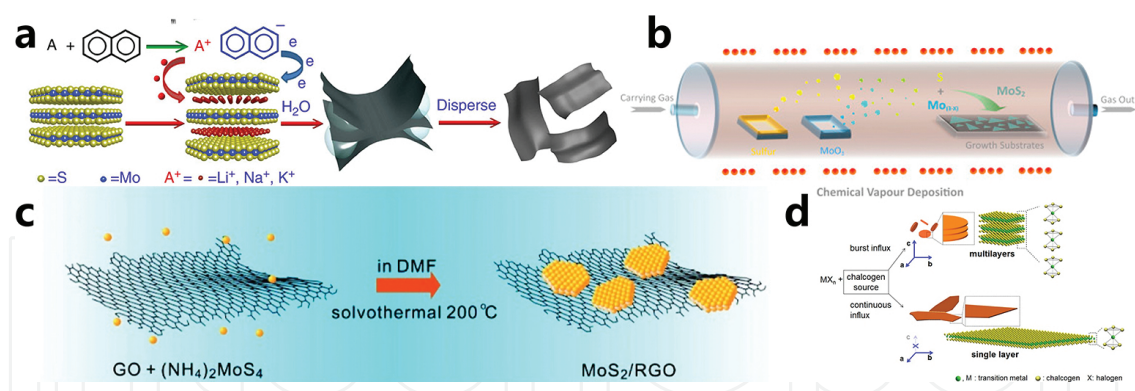 a
A +
A⁺
e
e
e
H₂O
Disperse
=S
=Mo
A⁺= =Li⁺, Na⁺, K⁺
b
Carrying Gas
S
+
MoS₂
Gas Out
Sulfur
MoO₃
Growth Substrates
Chemical Vapour Deposition
c
in DMF
solvothermal 200℃
GO + (NH₄)₂MoS₄
MoS₂/RGO
d
burst influx
c
a
b
multilayers
MXₙ +
chalcogen
source
continuous
influx
c
a
b
single layer
, M : transition metal
: chalcogen
X: halogen